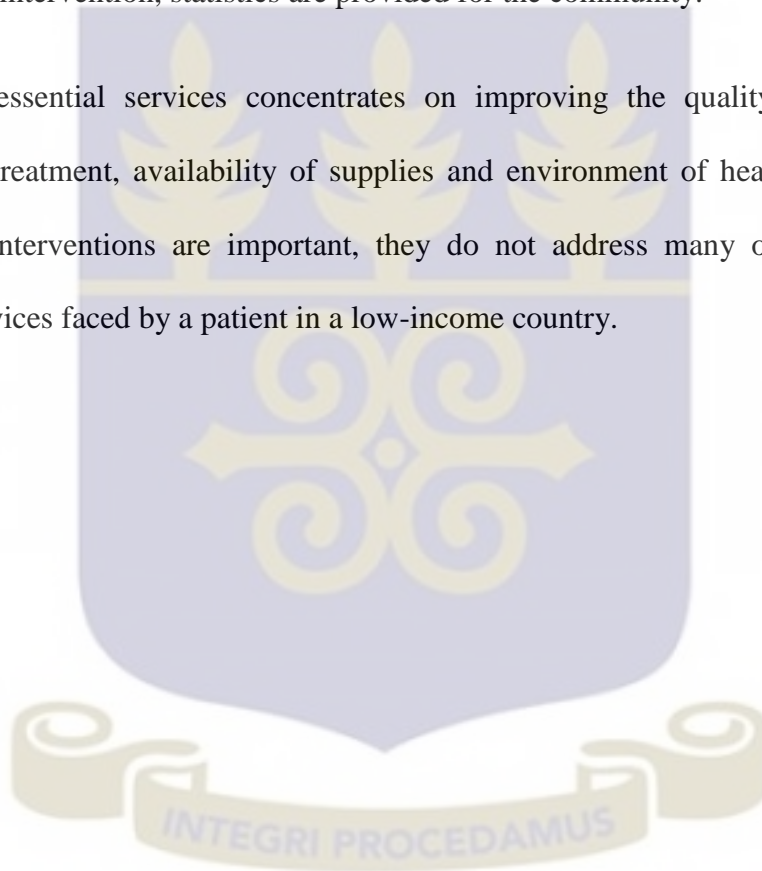 intervention, statistics are provided for the community.
essential services concentrates on improving the quality
reatment, availability of supplies and environment of hea
nterventions are important, they do not address many o
vices faced by a patient in a low-income country.
INTEGRI PROCEDAMUS